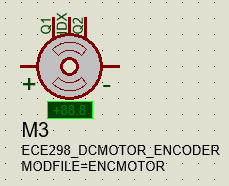 Q1 IDX Q2
+ -
+88.8
M3
ECE298_DCMOTOR_ENCODER
MODFILE=ENCMOTOR